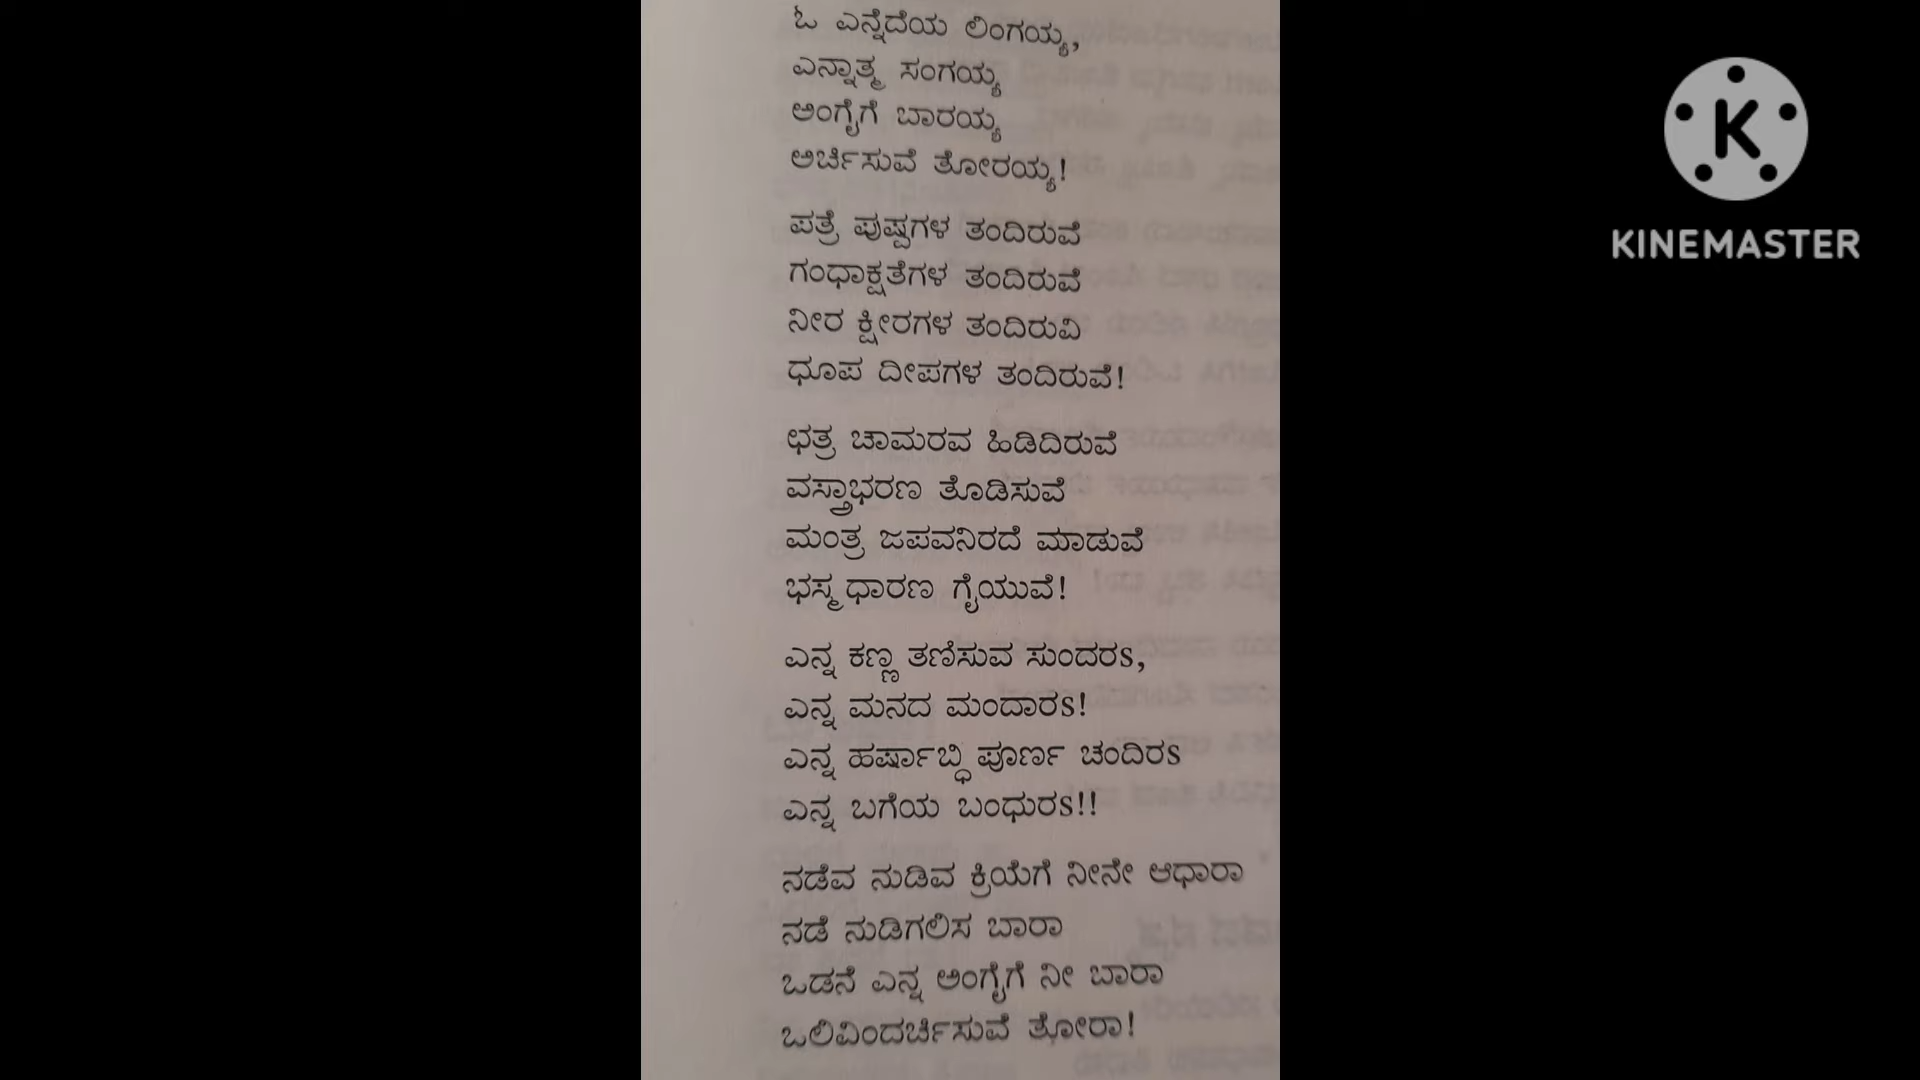 ಓ ಎನ್ನೆದೆಯ ಲಿಂಗಯ್ಯ,
ಎನ್ನಾತ್ಮ ಸಂಗಯ್ಯ
ಅಂಗೈಗೆ ಬಾರಯ್ಯ
ಅರ್ಚಿಸುವೆ ತೋರಯ್ಯ!
ಪತ್ರೆ ಪುಷ್ಪಗಳ ತಂದಿರುವೆ
ಗಂಧಾಕ್ಷತೆಗಳ ತಂದಿರುವೆ
ನೀರ ಕ್ಷೀರಗಳ ತಂದಿರುವಿ
ಧೂಪ ದೀಪಗಳ ತಂದಿರುವೆ!
ಛತ್ರ ಚಾಮರವ ಹಿಡಿದಿರುವೆ
ವಸ್ತ್ರಾಭರಣ ತೊಡಿಸುವೆ
ಮಂತ್ರ ಜಪವನಿರದೆ ಮಾಡುವೆ
ಭಸ್ಮಧಾರಣ ಗೈಯುವೆ!
ಎನ್ನ ಕಣ್ಣ ತಣಿಸುವ ಸುಂದರs,
ಎನ್ನ ಮನದ ಮಂದಾರs!
ಎನ್ನ ಹರ್ಷಾಬ್ಧಿ ಪೂರ್ಣ ಚಂದಿರs
ಎನ್ನ ಬಗೆಯ ಬಂಧುರs!!
ನಡೆವ ನುಡಿವ ಕ್ರಿಯೆಗೆ ನೀನೇ ಆಧಾರಾ
ನಡೆ ನುಡಿಗಲಿಸ ಬಾರಾ
ಒಡನೆ ಎನ್ನ ಅಂಗೈಗೆ ನೀ ಬಾರಾ
ಒಲಿವಿಂದರ್ಚಿಸುವೆ ತೋರಾ!
KINEMASTER